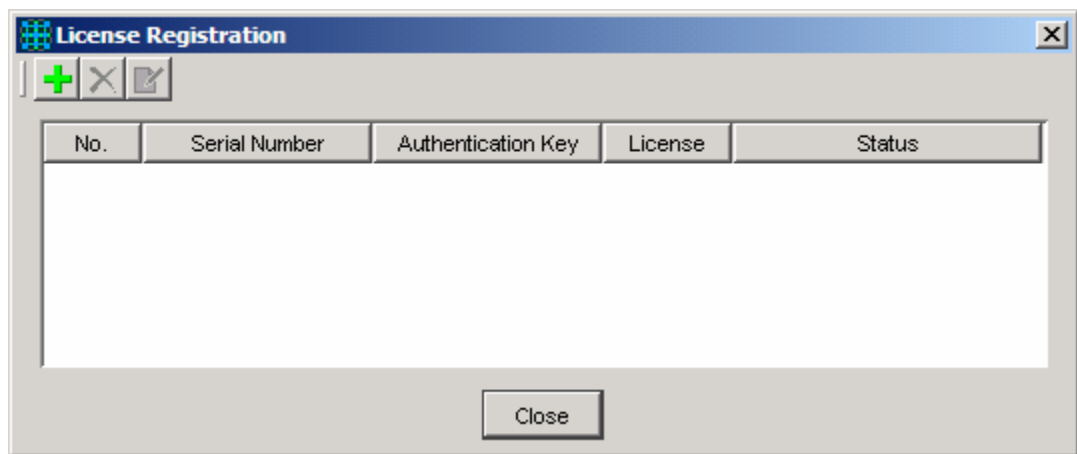 License Registration
No. Serial Number Authentication Key License Status
Close